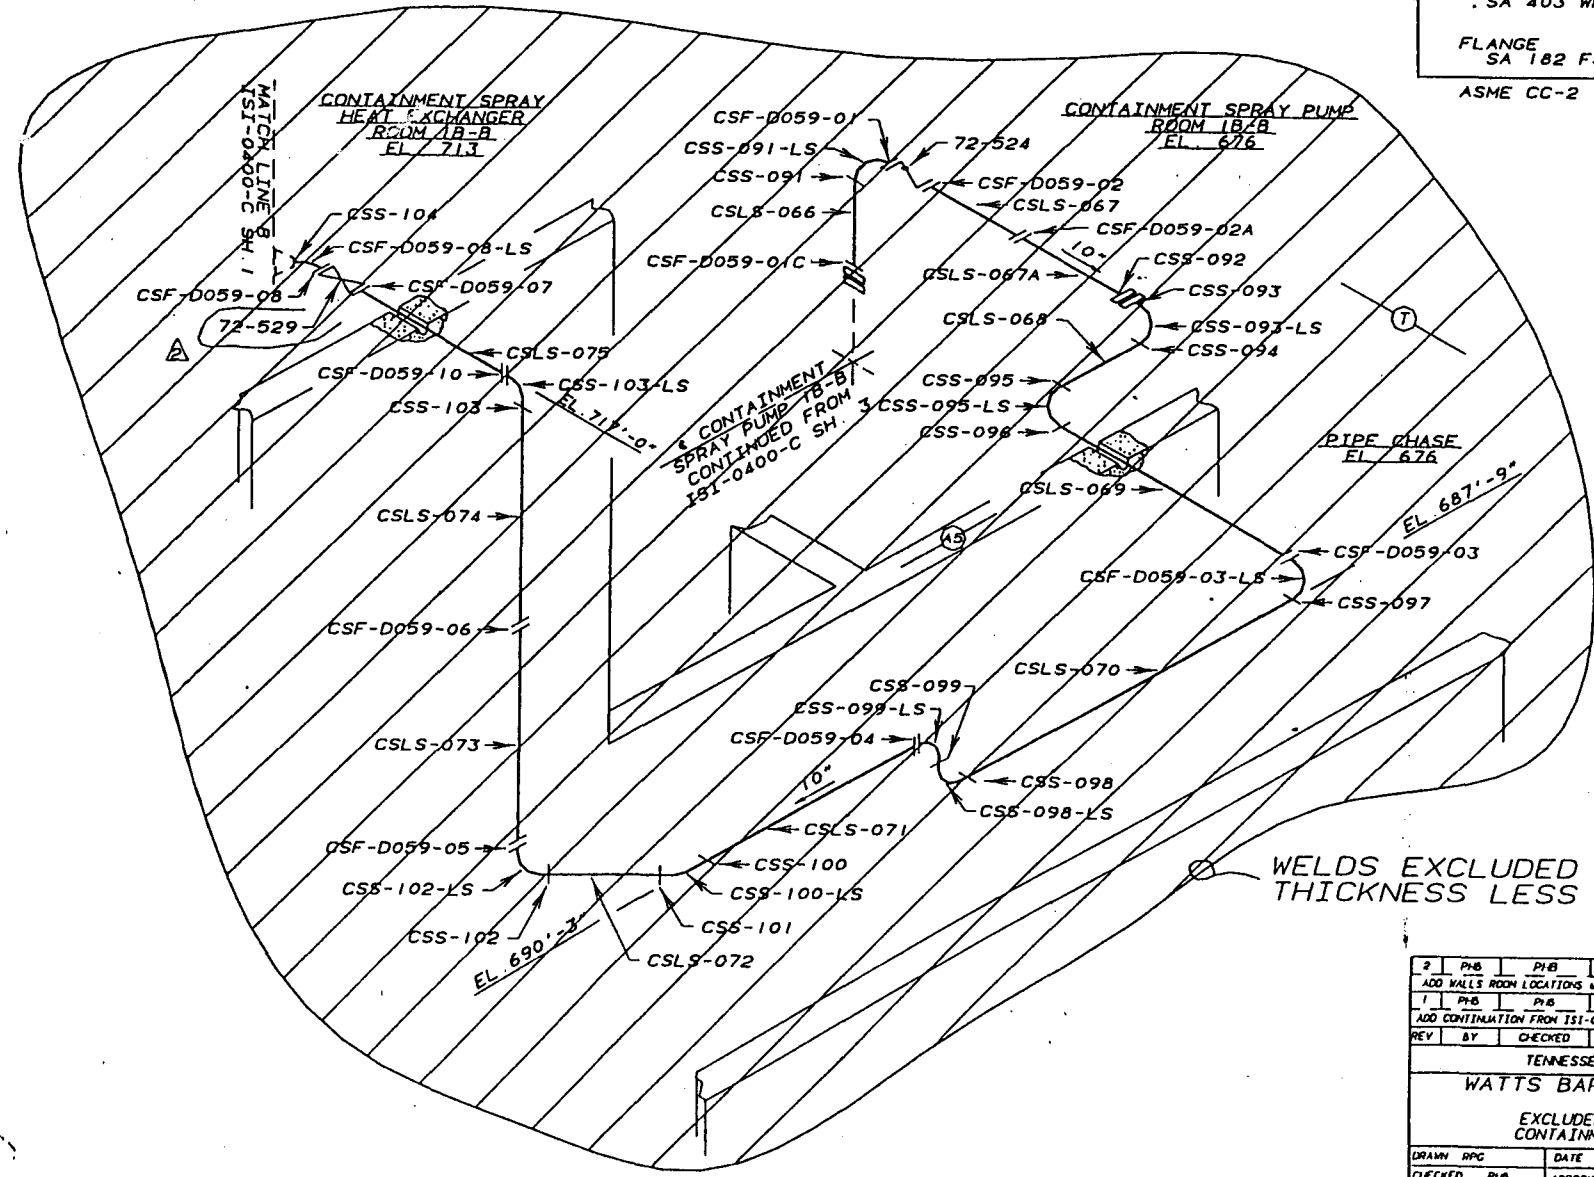 . SA 403 W
FLANGE
SA 182 F
ASME CC-2
MATCH LINE B
ISI-0400-C SH. 1
CONTAINMENT SPRAY
HEAT EXCHANGER
ROOM 1B-B
EL. 713
CONTAINMENT SPRAY PUMP
ROOM 1B-B
EL. 676
CSF-D059-01
CSS-091-LS
CSS-091
CSLS-066
CSF-D059-01C
72-524
CSF-D059-02
CSLS-067
CSF-D059-02A
10"
CSS-092
CSLS-067A
CSS-093
CSS-093-LS
CSS-094
CSLS-068
CSS-104
CSF-D059-08-LS
CSF-D059-07
CSF-D059-08
72-529
2
CSLS-075
CSF-D059-10
CSS-103-LS
CSS-103
EL. 717'-0"
℄ CONTAINMENT
SPRAY PUMP 1B-B
CONTINUED FROM
ISI-0400-C SH.
3
CSS-095
CSS-095-LS
CSS-096
T
PIPE CHASE
EL. 676
CSLS-069
EL. 687'-9"
CSLS-074
A5
CSF-D059-03
CSF-D059-03-LS
CSS-097
CSF-D059-06
CSLS-070
CSS-099
CSS-099-LS
CSF-D059-04
CSLS-073
10"
CSS-098
CSS-098-LS
CSLS-071
CSF-D059-05
CSS-100
CSS-102-LS
CSS-100-LS
CSS-102
CSS-101
EL. 690'-3"
CSLS-072
WELDS EXCLUDED
THICKNESS LESS
2 PHB PHB
ADD WALLS ROOM LOCATIONS
1 PHB PHB
ADD CONTINUATION FROM ISI-
REV BY CHECKED
TENNESSE
WATTS BA
EXCLUDE
CONTAIN
DRAWN RPG DATE
CHECKED PHB